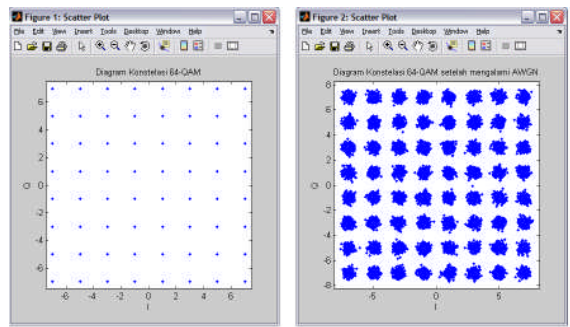 Figure 1: Scatter Plot
File Edit View Insert Tools Desktop Window Help
Diagram Konstelasi 64-QAM
6
4
2
0
-2
-4
-6
Q
-6 -4 -2 0 2 4 6
I
Figure 2: Scatter Plot
File Edit View Insert Tools Desktop Window Help
Diagram Konstelasi 64-QAM setelah mengalami AWGN
8
6
4
2
0
-2
-4
-6
-8
Q
-5 0 5
I